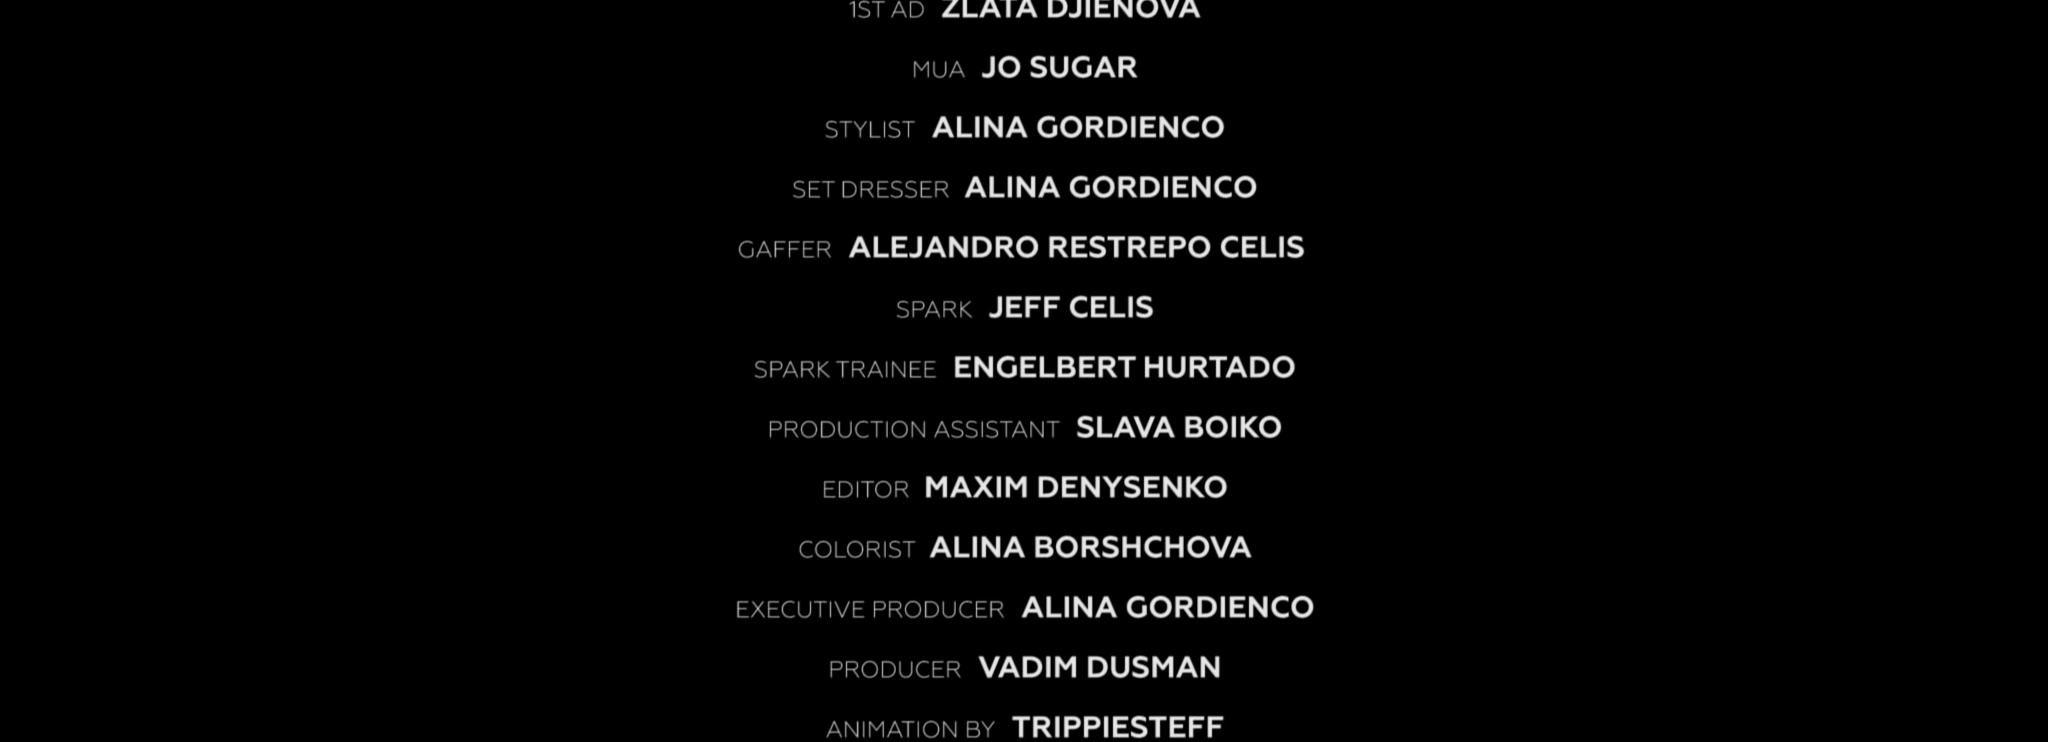 1ST AD ZLATA DJIENOVA
MUA JO SUGAR
STYLIST ALINA GORDIENCO
SET DRESSER ALINA GORDIENCO
GAFFER ALEJANDRO RESTREPO CELIS
SPARK JEFF CELIS
SPARK TRAINEE ENGELBERT HURTADO
PRODUCTION ASSISTANT SLAVA BOIKO
EDITOR MAXIM DENYSENKO
COLORIST ALINA BORSHCHOVA
EXECUTIVE PRODUCER ALINA GORDIENCO
PRODUCER VADIM DUSMAN
ANIMATION BY TRIPPIESTEFF